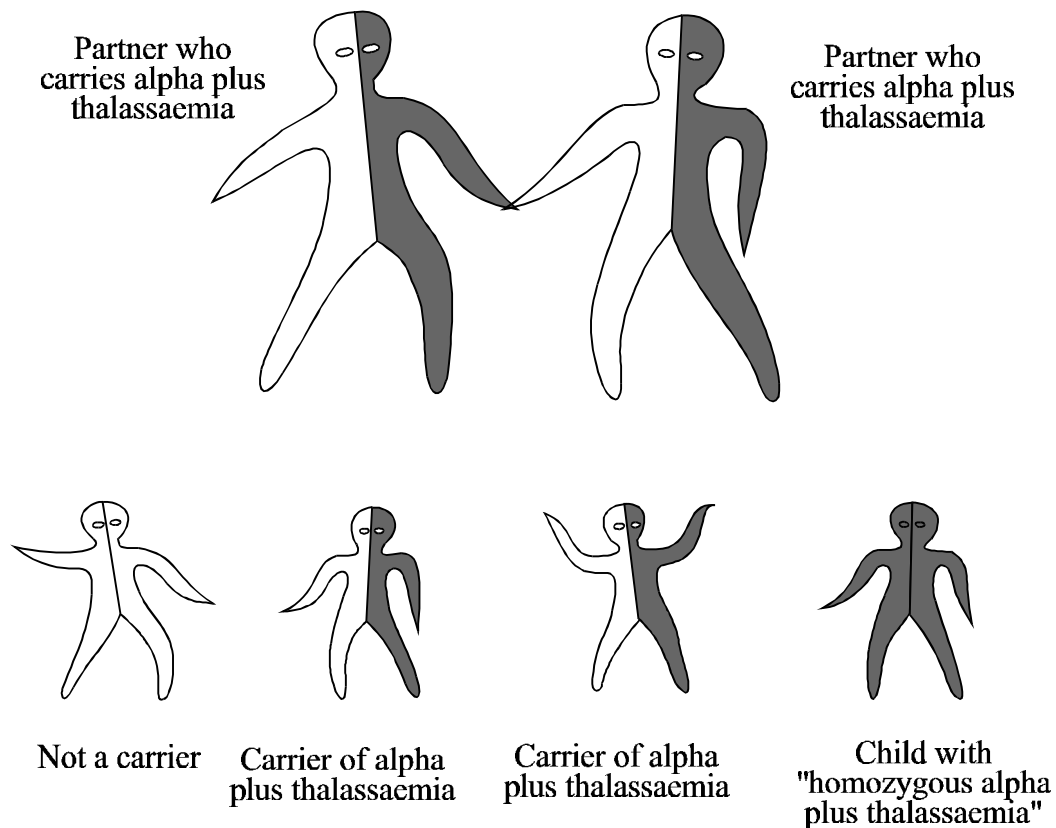 Partner who
carries alpha plus
thalassaemia
Partner who
carries alpha plus
thalassaemia
Not a carrier
Carrier of alpha
plus thalassaemia
Carrier of alpha
plus thalassaemia
Child with
"homozygous alpha
plus thalassaemia"